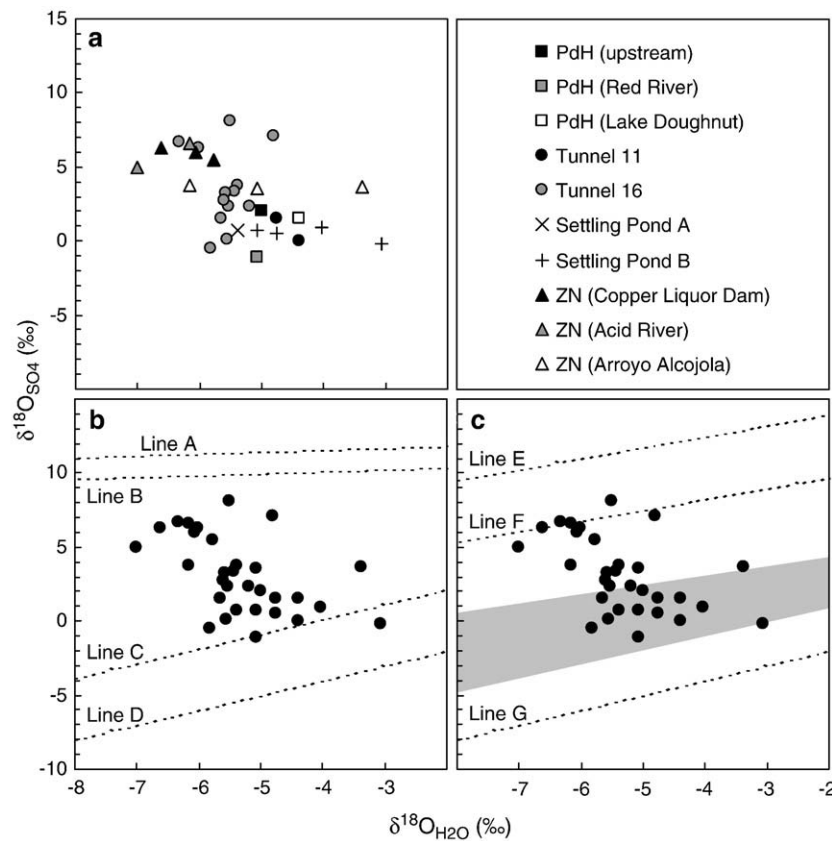 15
10
5
0
-5
a
PdH (upstream)
PdH (Red River)
PdH (Lake Doughnut)
Tunnel 11
Tunnel 16
Settling Pond A
Settling Pond B
ZN (Copper Liquor Dam)
ZN (Acid River)
ZN (Arroyo Alcojola)
δ¹⁸O_SO4 (‰)
b
Line A
Line B
Line C
Line D
10
5
0
-5
-10
-8 -7 -6 -5 -4 -3
c
Line E
Line F
Line G
-7 -6 -5 -4 -3 -2
δ¹⁸O_H2O (‰)